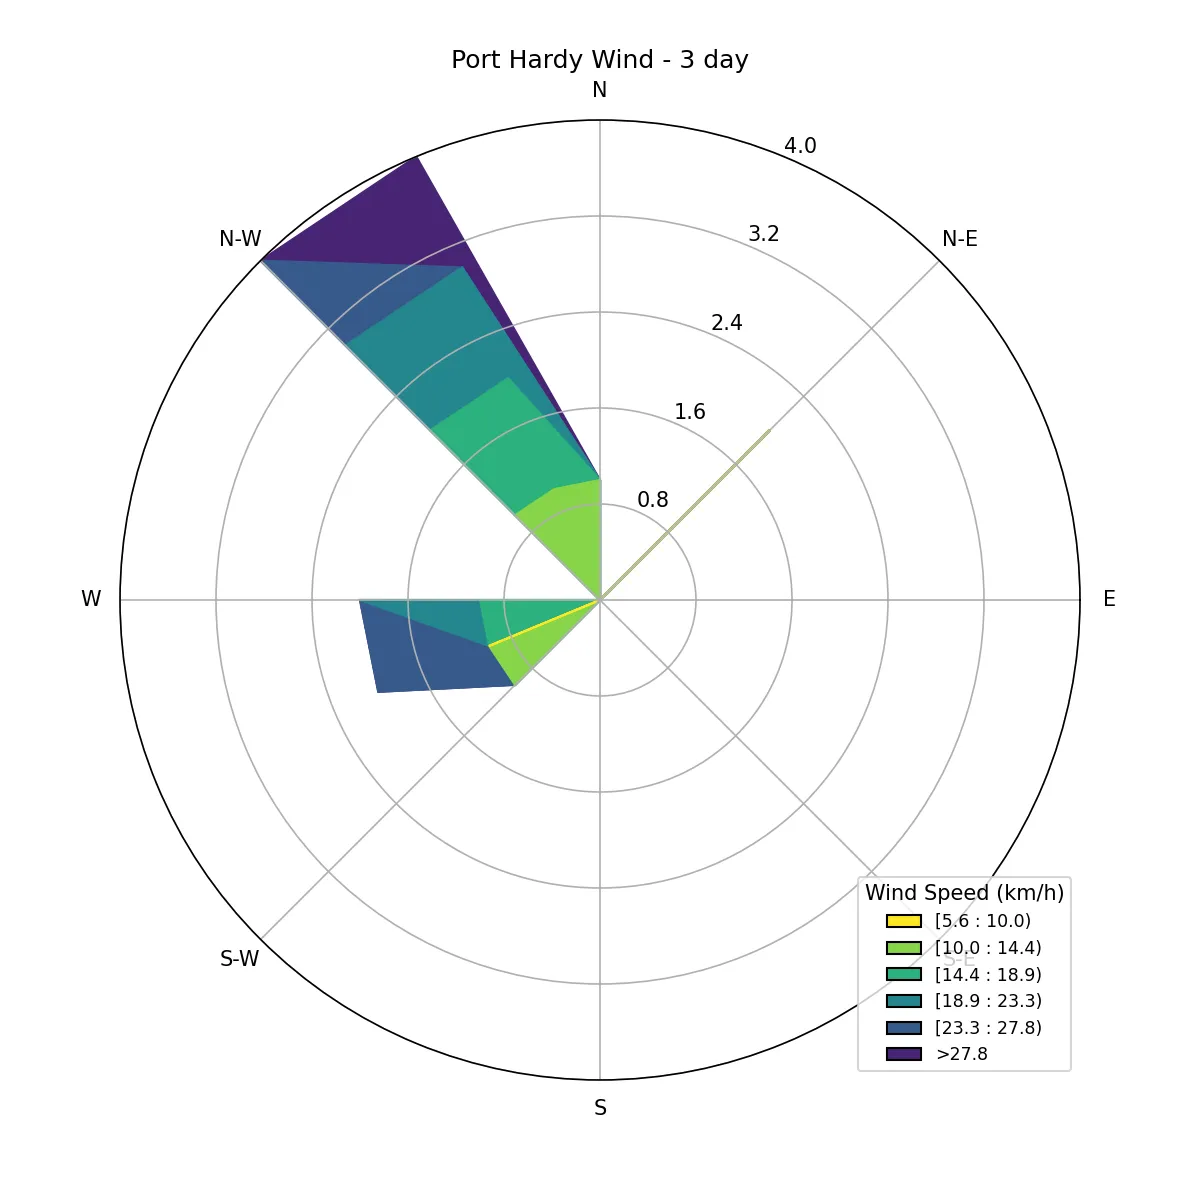 Port Hardy Wind - 3 day
N
4.0
N-W
N-E
3.2
2.4
1.6
0.8
W
E
S-W
S-E
S
Wind Speed (km/h)
[5.6 : 10.0)
[10.0 : 14.4)
[14.4 : 18.9)
[18.9 : 23.3)
[23.3 : 27.8)
>27.8